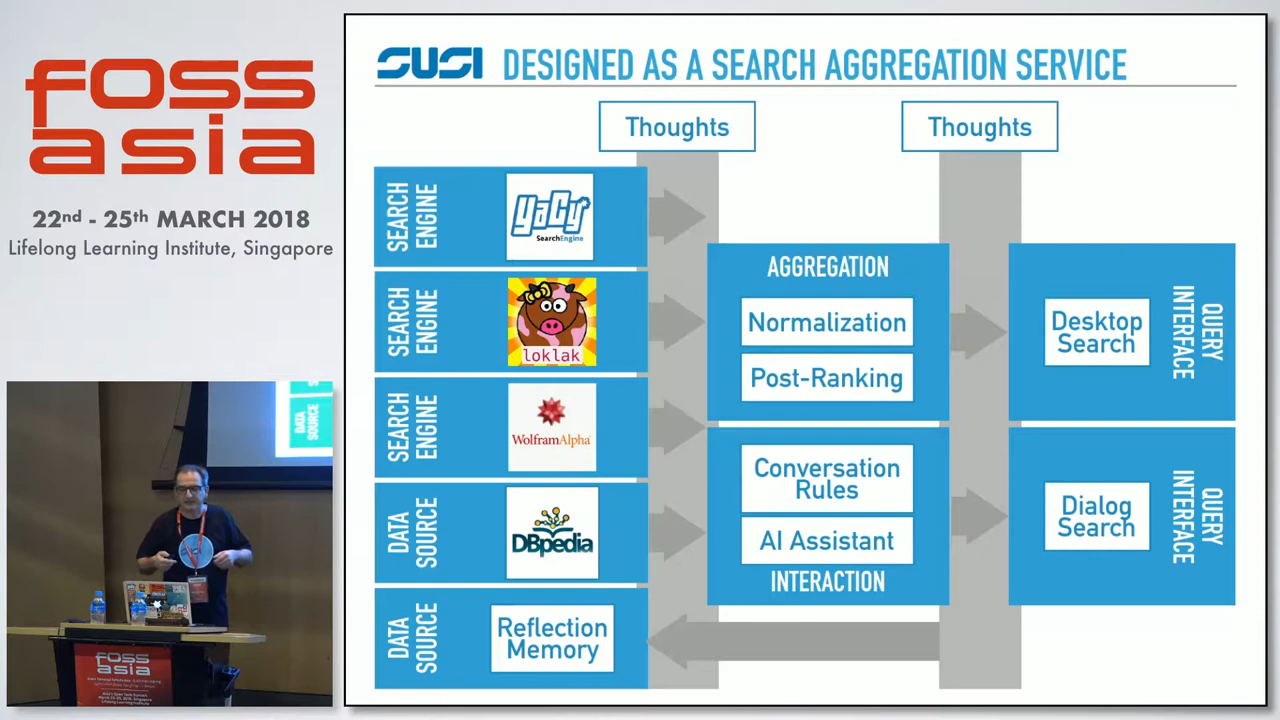 foss
asia
22nd - 25th MARCH 2018
Lifelong Learning Institute, Singapore
SUSI DESIGNED AS A SEARCH AGGREGATION SERVICE
Thoughts
Thoughts
SEARCH
ENGINE
YaCy
SearchEngine
SEARCH
ENGINE
loklak
SEARCH
ENGINE
WolframAlpha
DATA
SOURCE
DBpedia
DATA
SOURCE
Reflection
Memory
AGGREGATION
Normalization
Post-Ranking
Conversation
Rules
AI Assistant
INTERACTION
Desktop
Search
QUERY
INTERFACE
Dialog
Search
QUERY
INTERFACE
DATA
SOURCE
foss
asia